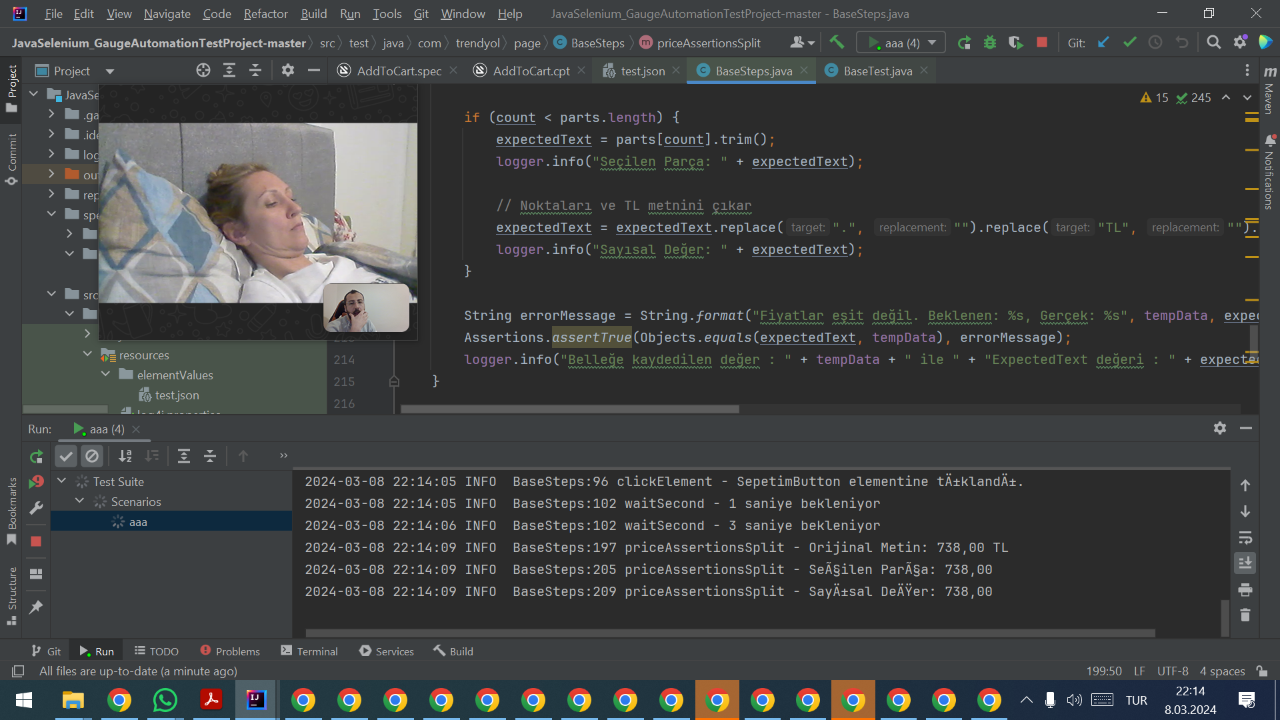 File Edit View Navigate Code Refactor Build Run Tools Git Window Help JavaSelenium_GaugeAutomationTestProject-master - BaseSteps.java
JavaSelenium_GaugeAutomationTestProject-master src test java com trendyol page BaseSteps priceAssertionsSplit aaa (4) Git:
Project AddToCart.spec AddToCart.cpt test.json BaseSteps.java BaseTest.java
Project
Commit
Bookmarks
Structure
Maven
Notifications
JavaSe
.ga
.ide
log
ou
rep
spe
src
resources
elementValues
test.json
log4j.properties
15 245
if (count < parts.length) {
expectedText = parts[count].trim();
logger.info("Seçilen Parça: " + expectedText);
// Noktaları ve TL metnini çıkar
expectedText = expectedText.replace( target: ".", replacement: "").replace( target: "TL", replacement: "").
logger.info("Sayısal Değer: " + expectedText);
}
String errorMessage = String.format("Fiyatlar eşit değil. Beklenen: %s, Gerçek: %s", tempData, expec
Assertions.assertTrue(Objects.equals(expectedText, tempData), errorMessage);
214 logger.info("Belleğe kaydedilen değer : " + tempData + " ile " + "ExpectedText değeri : " + expected
215 }
216
Run: aaa (4)
Test Suite
Scenarios
aaa
2024-03-08 22:14:05 INFO BaseSteps:96 clickElement - SepetimButton elementine tÄ±klandÄ±.
2024-03-08 22:14:05 INFO BaseSteps:102 waitSecond - 1 saniye bekleniyor
2024-03-08 22:14:06 INFO BaseSteps:102 waitSecond - 3 saniye bekleniyor
2024-03-08 22:14:09 INFO BaseSteps:197 priceAssertionsSplit - Orijinal Metin: 738,00 TL
2024-03-08 22:14:09 INFO BaseSteps:205 priceAssertionsSplit - SeÃ§ilen ParÃ§a: 738,00
2024-03-08 22:14:09 INFO BaseSteps:209 priceAssertionsSplit - SayÄ±sal DeÄŸer: 738,00
Git Run TODO Problems Terminal Services Build
All files are up-to-date (a minute ago) 199:50 LF UTF-8 4 spaces
TUR 22:14
8.03.2024